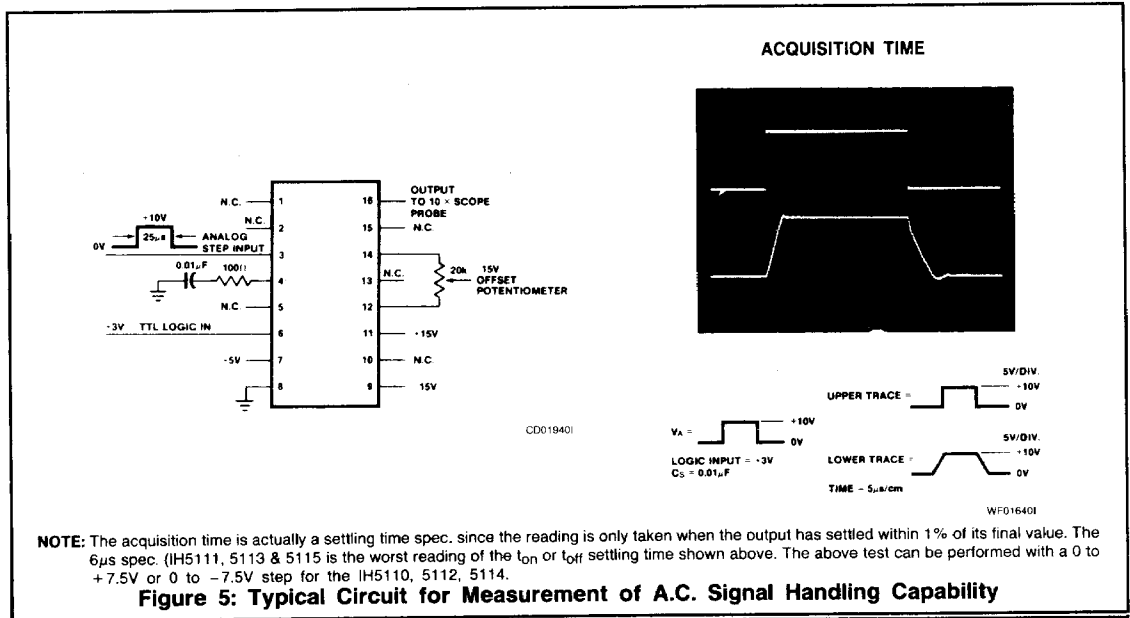 ACQUISITION TIME
N.C. 1
N.C. 2
+10V
25μs
0V
ANALOG
STEP INPUT
3
0.01μF 100Ω
4
N.C. 5
-3V TTL LOGIC IN 6
-5V 7
8
16 OUTPUT
TO 10 × SCOPE
PROBE
15 N.C.
14
13 N.C.
20k 15V
OFFSET
POTENTIOMETER
12
11 +15V
10 N.C.
9 15V
CD01940I
VA = +10V
0V
LOGIC INPUT = +3V
CS = 0.01μF
5V/DIV.
UPPER TRACE = +10V
0V
5V/DIV.
LOWER TRACE = +10V
0V
TIME - 5μs/cm
WF01640I
NOTE: The acquisition time is actually a settling time spec. since the reading is only taken when the output has settled within 1% of its final value. The
6μs spec. (IH5111, 5113 & 5115 is the worst reading of the ton or toff settling time shown above. The above test can be performed with a 0 to
+7.5V or 0 to −7.5V step for the IH5110, 5112, 5114.
Figure 5: Typical Circuit for Measurement of A.C. Signal Handling Capability